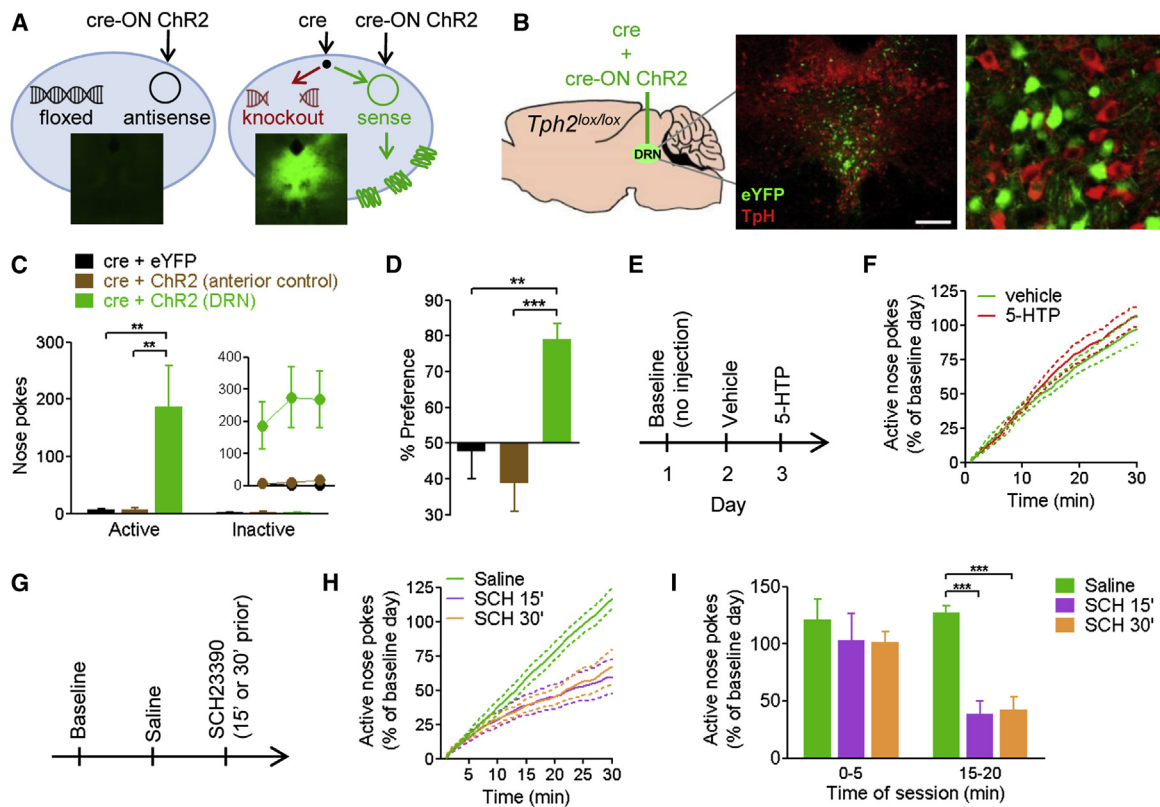 A
cre-ON ChR2
cre
cre-ON ChR2
floxed
antisense
knockout
sense
B
cre
+
cre-ON ChR2
Tph2lox/lox
DRN
eYFP
TpH
C
cre + eYFP
cre + ChR2 (anterior control)
cre + ChR2 (DRN)
Nose pokes
300
200
100
0
**
**
400
300
200
100
0
Active
Inactive
D
% Preference
90
80
70
60
50
40
30
**
***
E
Baseline
(no injection)
Vehicle
5-HTP
1
2
3
Day
F
vehicle
5-HTP
Active nose pokes
(% of baseline day)
125
100
75
50
25
0
10
20
30
Time (min)
G
Baseline
Saline
SCH23390
(15' or 30' prior)
H
Saline
SCH 15'
SCH 30'
Active nose pokes
(% of baseline day)
125
100
75
50
25
0
5
10
15
20
25
30
Time (min)
I
Active nose pokes
(% of baseline day)
150
100
50
0
***
***
Saline
SCH 15'
SCH 30'
0-5
15-20
Time of session (min)